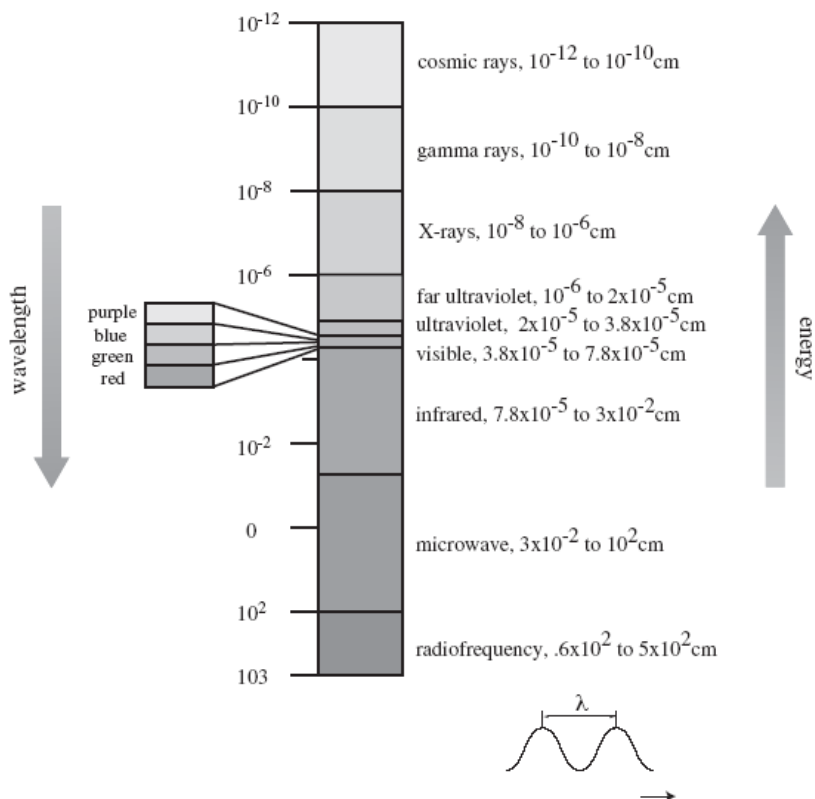 10-12
cosmic rays, 10-12 to 10-10cm
10-10
gamma rays, 10-10 to 10-8cm
10-8
X-rays, 10-8 to 10-6cm
10-6
far ultraviolet, 10-6 to 2x10-5cm
ultraviolet, 2x10-5 to 3.8x10-5cm
visible, 3.8x10-5 to 7.8x10-5cm
purple
blue
green
red
wavelength
energy
infrared, 7.8x10-5 to 3x10-2cm
10-2
0
microwave, 3x10-2 to 102cm
102
radiofrequency, .6x102 to 5x102cm
103
λ